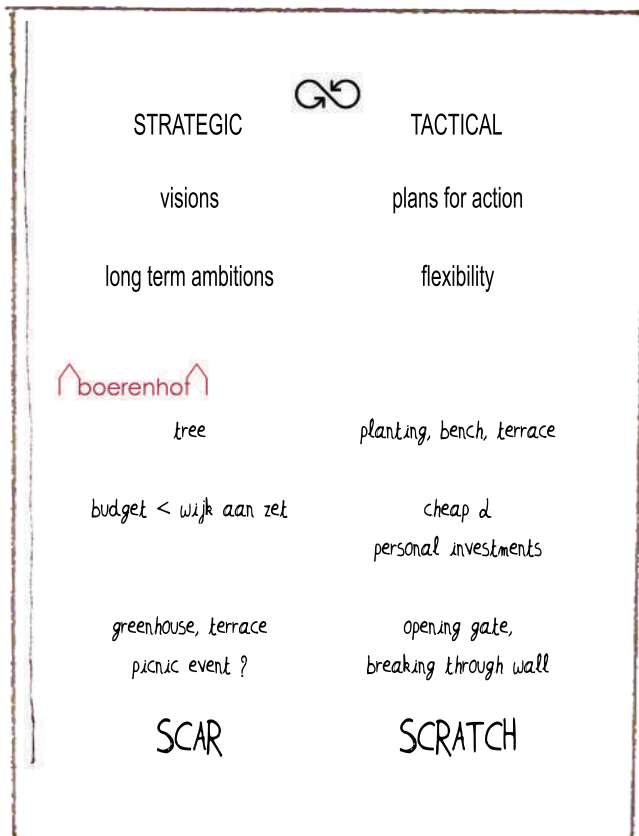 STRATEGIC TACTICAL
visions plans for action
long term ambitions flexibility
boerenhof
tree planting, bench, terrace
budget < wijk aan zet cheap &
personal investments
greenhouse, terrace opening gate,
picnic event ? breaking through wall
SCAR SCRATCH